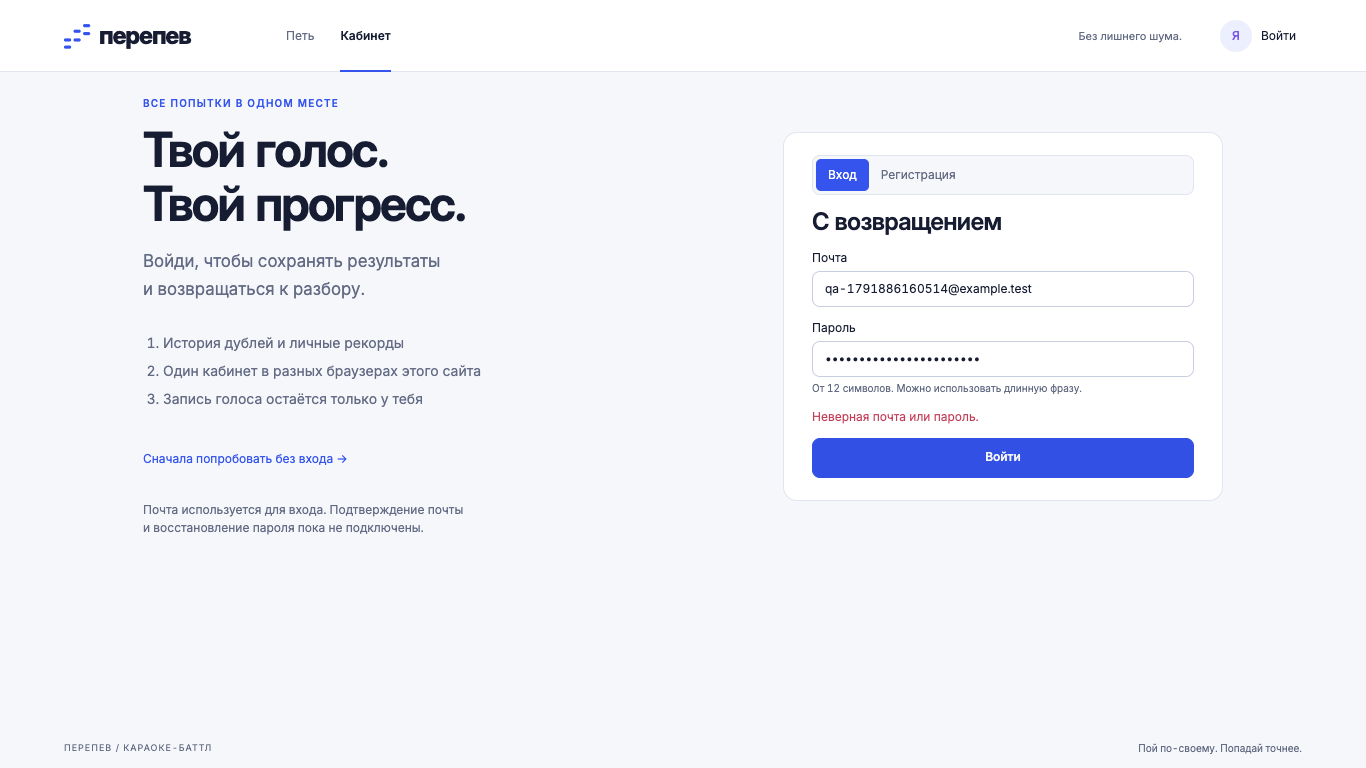 перепев
Петь
Кабинет
Без лишнего шума.
Я
Войти
ВСЕ ПОПЫТКИ В ОДНОМ МЕСТЕ
Твой голос.
Твой прогресс.
Войди, чтобы сохранять результаты
и возвращаться к разбору.
1. История дублей и личные рекорды
2. Один кабинет в разных браузерах этого сайта
3. Запись голоса остаётся только у тебя
Сначала попробовать без входа →
Почта используется для входа. Подтверждение почты
и восстановление пароля пока не подключены.
Вход
Регистрация
С возвращением
Почта
qa-1791886160514@example.test
Пароль
•••••••••••••••••••••••
От 12 символов. Можно использовать длинную фразу.
Неверная почта или пароль.
Войти
ПЕРЕПЕВ / КАРАОКЕ-БАТТЛ
Пой по-своему. Попадай точнее.